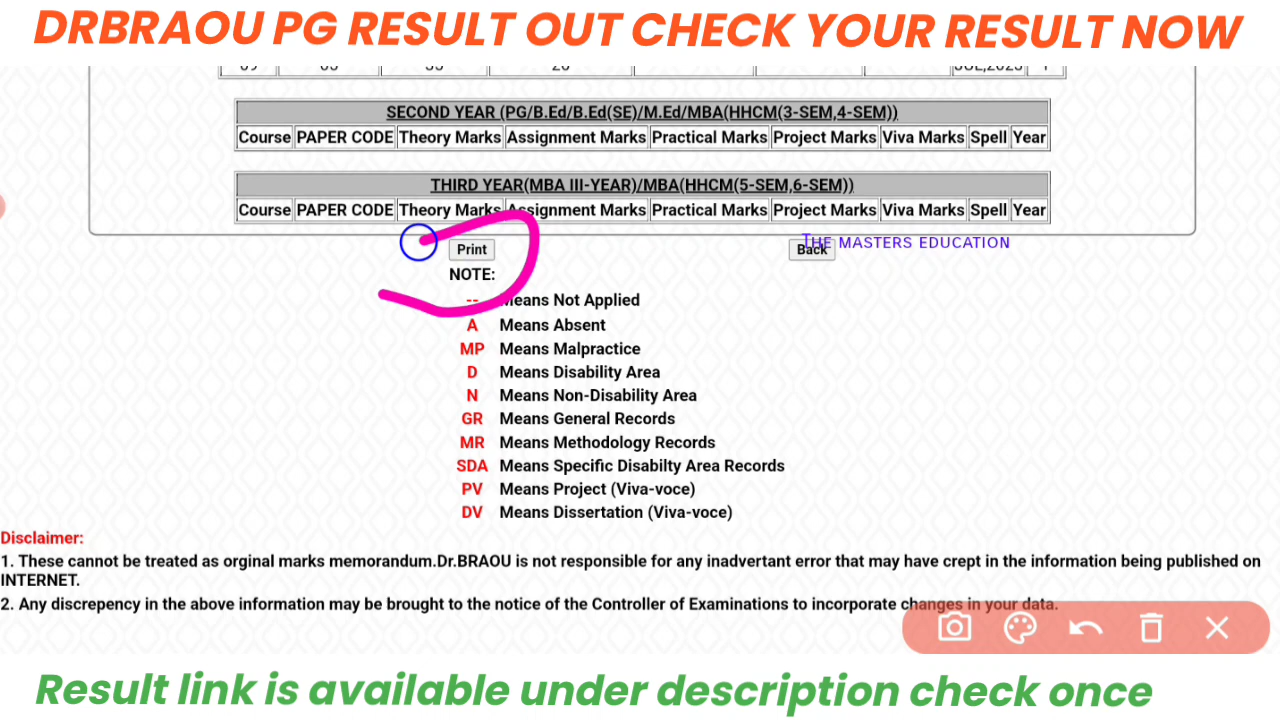 DRBRAOU PG RESULT OUT CHECK YOUR RESULT NOW
SECOND YEAR (PG/B.Ed/B.Ed(SE)/M.Ed/MBA(HHCM(3-SEM,4-SEM))
Course PAPER CODE Theory Marks Assignment Marks Practical Marks Project Marks Viva Marks Spell Year
THIRD YEAR(MBA III-YEAR)/MBA(HHCM(5-SEM,6-SEM))
Course PAPER CODE Theory Marks Assignment Marks Practical Marks Project Marks Viva Marks Spell Year
Print Back THE MASTERS EDUCATION
NOTE:
-- Means Not Applied
A Means Absent
MP Means Malpractice
D Means Disability Area
N Means Non-Disability Area
GR Means General Records
MR Means Methodology Records
SDA Means Specific Disabilty Area Records
PV Means Project (Viva-voce)
DV Means Dissertation (Viva-voce)
Disclaimer:
1. These cannot be treated as orginal marks memorandum.Dr.BRAOU is not responsible for any inadvertant error that may have crept in the information being published on
INTERNET.
2. Any discrepency in the above information may be brought to the notice of the Controller of Examinations to incorporate changes in your data.
Result link is available under description check once